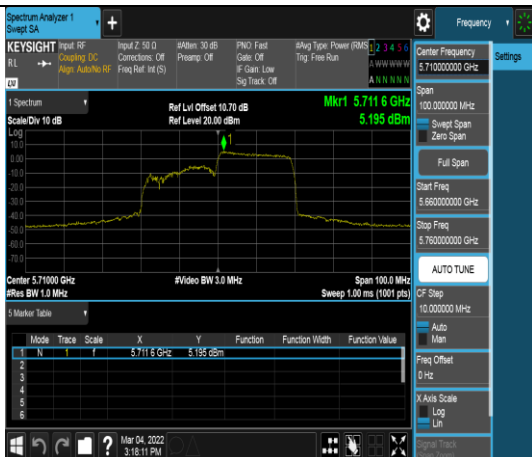 Spectrum Analyzer 1
Swept SA
Frequency
KEYSIGHT
RL
Input: RF
Coupling: DC
Align: Auto/No RF
Input Z: 50 Ω
Corrections: Off
Freq Ref: Int (S)
#Atten: 30 dB
Preamp: Off
PNO: Fast
Gate: Off
IF Gain: Low
Sig Track: Off
#Avg Type: Power (RMS)
Trig: Free Run
1 2 3 4 5 6
A W W W W W
A N N N N N
1 Spectrum
Scale/Div 10 dB
Ref Lvl Offset 10.70 dB
Ref Level 20.00 dBm
Mkr1 5.711 6 GHz
5.195 dBm
Log
10.0
0.00
-10.0
-20.0
-30.0
-40.0
-50.0
-60.0
-70.0
1
Center 5.71000 GHz
#Res BW 1.0 MHz
#Video BW 3.0 MHz
Span 100.0 MHz
Sweep 1.00 ms (1001 pts)
5 Marker Table
Mode Trace Scale X Y Function Function Width Function Value
1 N 1 f 5.711 6 GHz 5.195 dBm
2
3
4
5
6
Mar 04, 2022
3:18:11 PM
Center Frequency
5.710000000 GHz
Settings
Span
100.000000 MHz
Swept Span
Zero Span
Full Span
Start Freq
5.660000000 GHz
Stop Freq
5.760000000 GHz
AUTO TUNE
CF Step
10.000000 MHz
Auto
Man
Freq Offset
0 Hz
X Axis Scale
Log
Lin
Signal Track